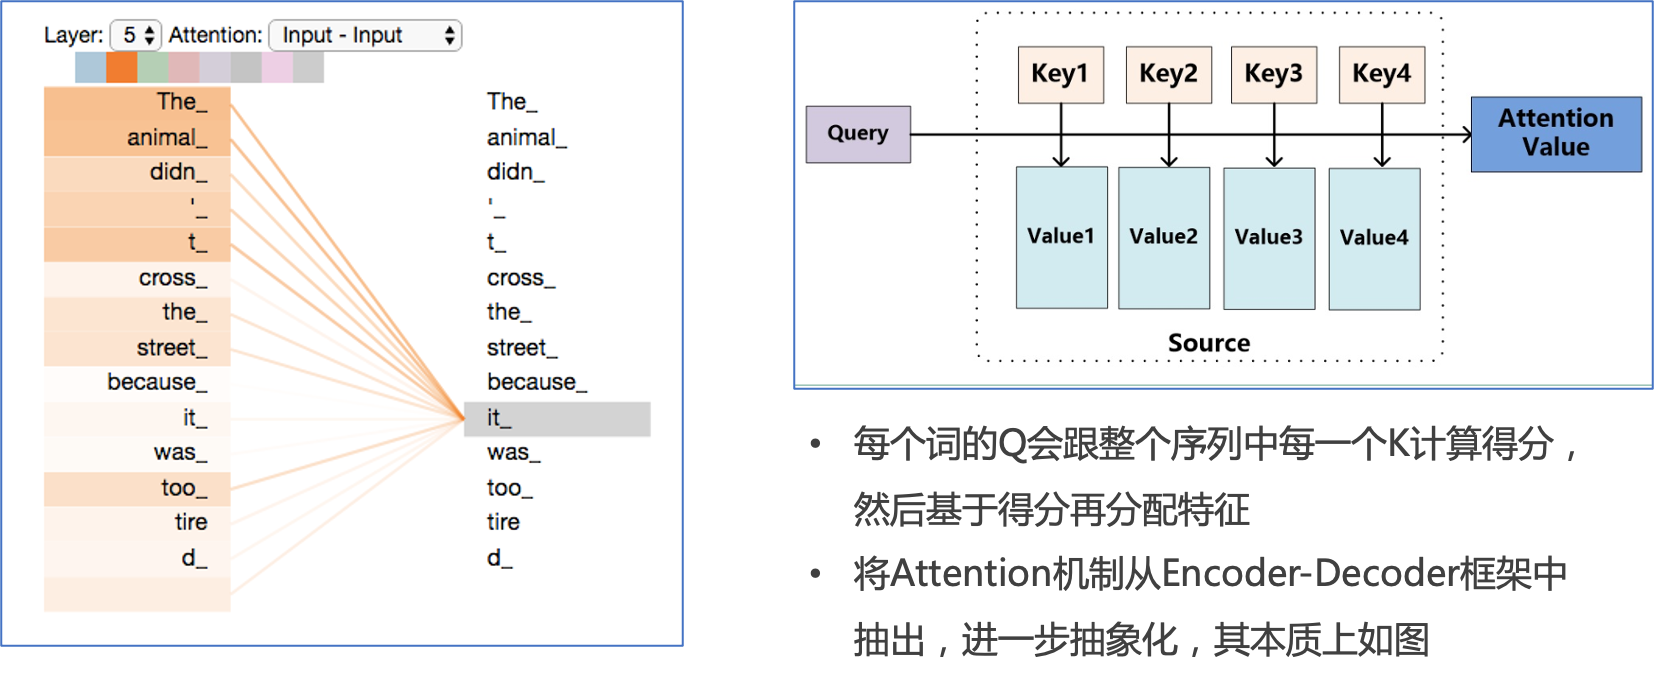 Layer: 5 Attention: Input - Input
The_ The_
animal_ animal_
didn_ didn_
'_ '_
t_ t_
cross_ cross_
the_ the_
street_ street_
because_ because_
it_ it_
was_ was_
too_ too_
tire tire
d_ d_
Key1 Key2 Key3 Key4
Query
Attention
Value
Value1 Value2 Value3 Value4
Source
• 每个词的Q会跟整个序列中每一个K计算得分，
然后基于得分再分配特征
• 将Attention机制从Encoder-Decoder框架中
抽出，进一步抽象化，其本质上如图